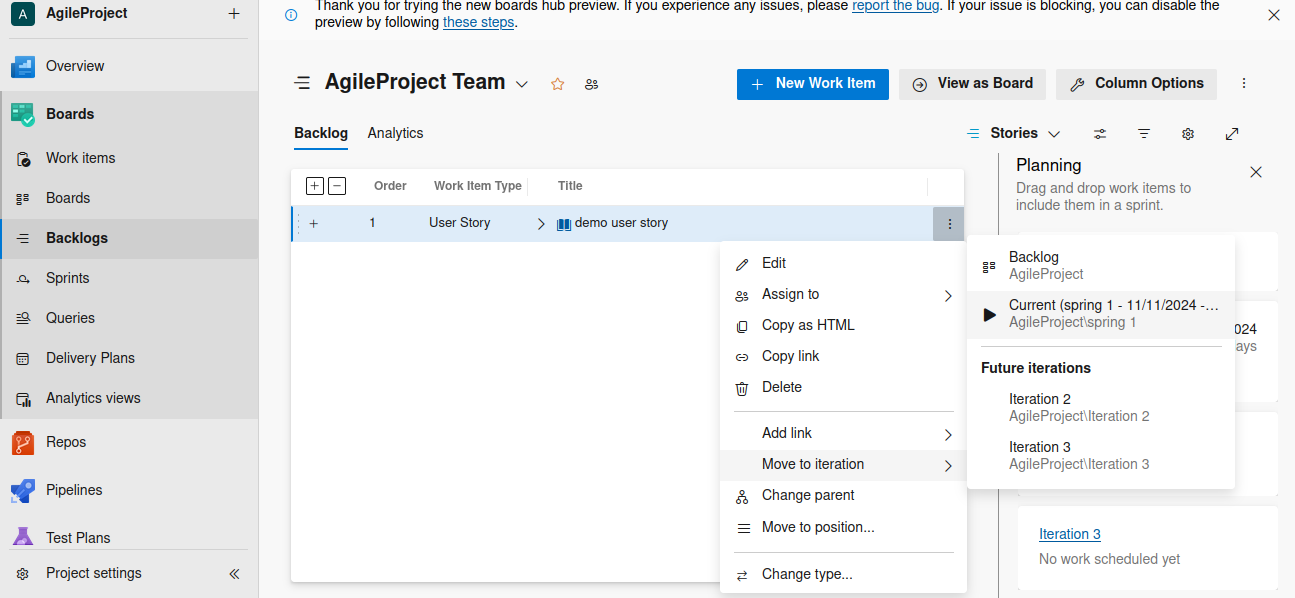 A AgileProject
Thank you for trying the new boards hub preview. If you experience any issues, please report the bug. If your issue is blocking, you can disable the
preview by following these steps.
Overview
Boards
Work items
Boards
Backlogs
Sprints
Queries
Delivery Plans
Analytics views
Repos
Pipelines
Test Plans
Project settings
AgileProject Team
New Work Item
View as Board
Column Options
Backlog Analytics
Stories
Order Work Item Type Title
1 User Story demo user story
Edit
Assign to
Copy as HTML
Copy link
Delete
Add link
Move to iteration
Change parent
Move to position...
Change type...
Planning
Drag and drop work items to
include them in a sprint.
Backlog
AgileProject
Current (spring 1 - 11/11/2024 -...
AgileProject\spring 1
Future iterations
Iteration 2
AgileProject\Iteration 2
Iteration 3
AgileProject\Iteration 3
024
ays
Iteration 3
No work scheduled yet